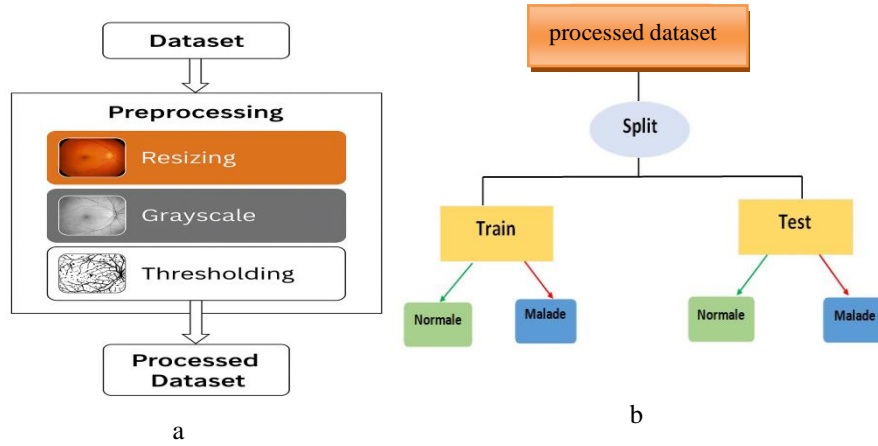 Dataset
Preprocessing
Resizing
Grayscale
Thresholding
Processed
Dataset
a
processed dataset
Split
Train
Test
Normale
Malade
Normale
Malade
b